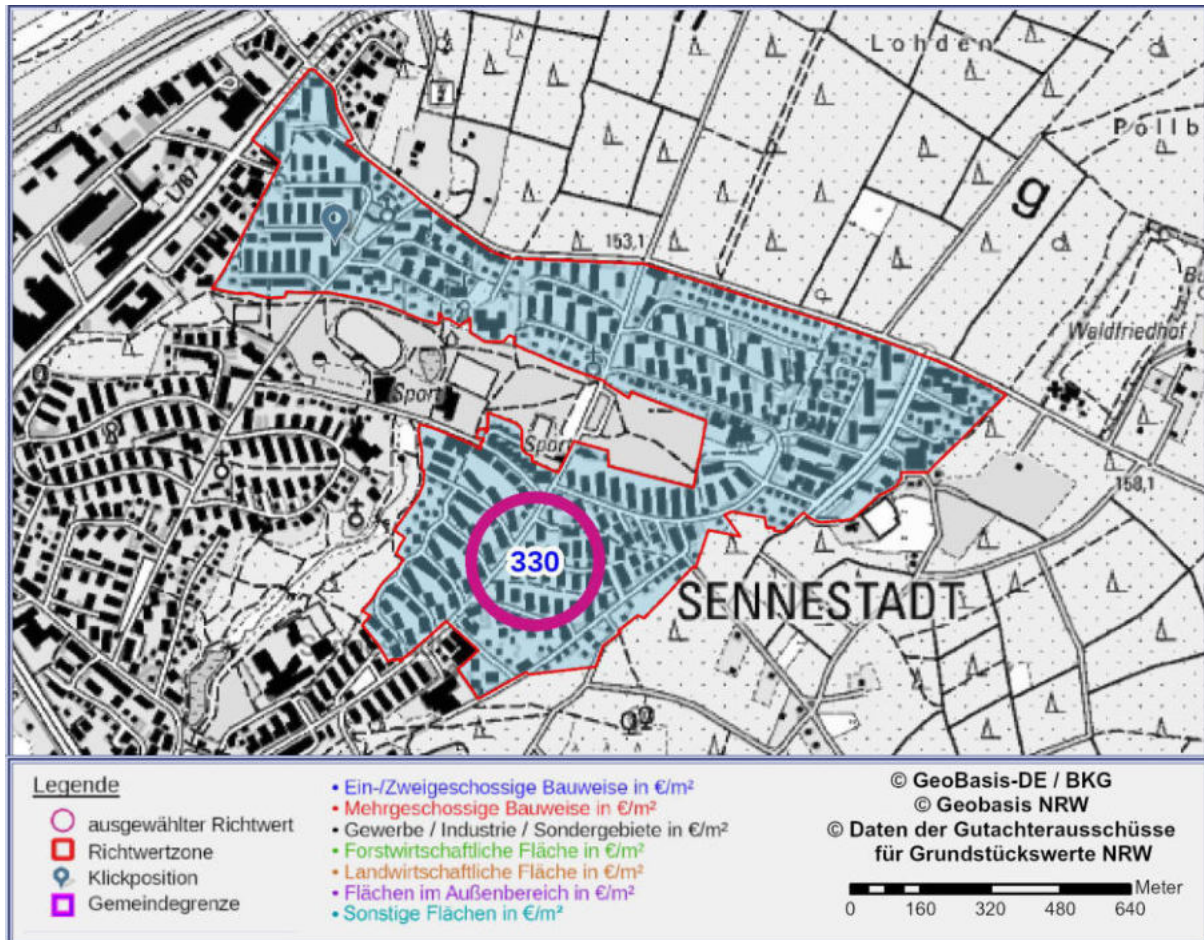 Lohden
Pollb
g
L787
153,1
Waldfriedhof
B
Sport
Sport
158,1
330
SENNESTADT
Legende
ausgewählter Richtwert
Richtwertzone
Klickposition
Gemeindegrenze
• Ein-/Zweigeschossige Bauweise in €/m²
• Mehrgeschossige Bauweise in €/m²
• Gewerbe / Industrie / Sondergebiete in €/m²
• Forstwirtschaftliche Fläche in €/m²
• Landwirtschaftliche Fläche in €/m²
• Flächen im Außenbereich in €/m²
• Sonstige Flächen in €/m²
© GeoBasis-DE / BKG
© Geobasis NRW
© Daten der Gutachterausschüsse
für Grundstückswerte NRW
Meter
0 160 320 480 640